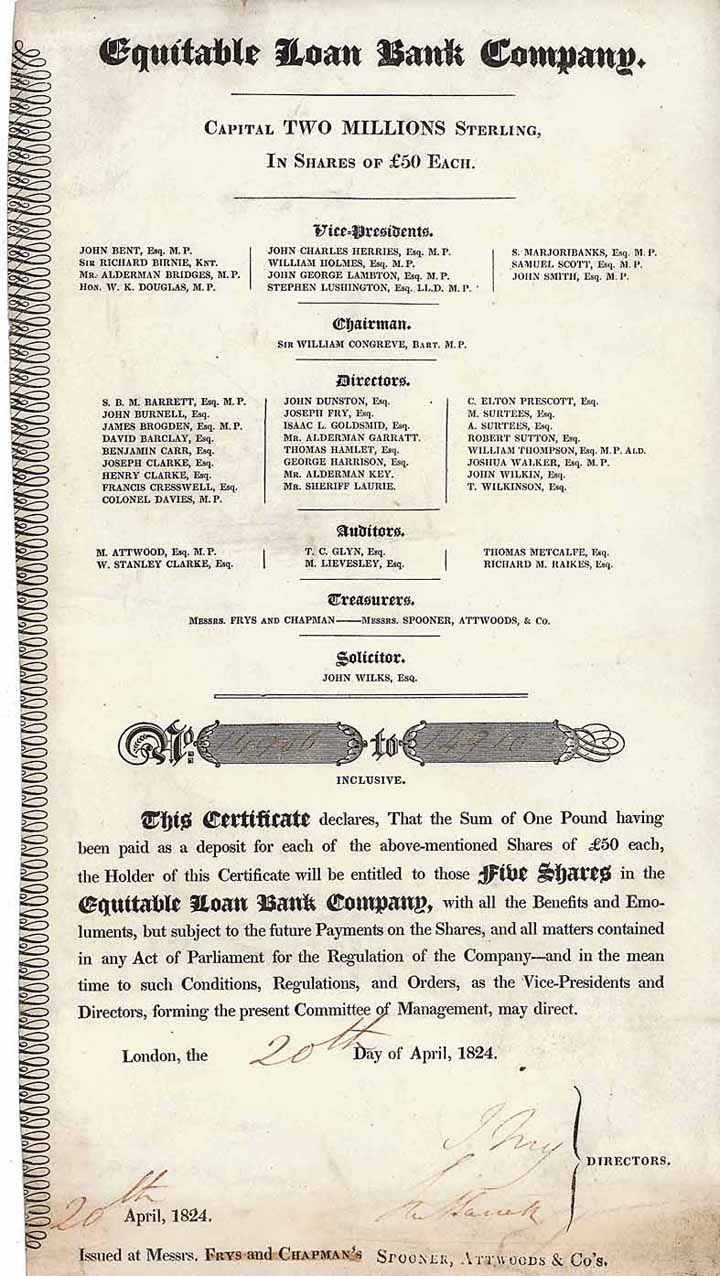 Equitable Loan Bank Company.
CAPITAL TWO MILLIONS STERLING,
IN SHARES OF £50 EACH.
Vice-Presidents.
JOHN BENT, Esq. M. P.
SIR RICHARD BIRNIE, KNT.
MR. ALDERMAN BRIDGES, M. P.
HON. W. K. DOUGLAS, M. P.
JOHN CHARLES HERRIES, Esq. M. P.
WILLIAM HOLMES, Esq. M. P.
JOHN GEORGE LAMBTON, Esq. M. P.
STEPHEN LUSHINGTON, Esq. LL.D. M. P.
S. MARJORIBANKS, Esq. M. P.
SAMUEL SCOTT, Esq. M. P.
JOHN SMITH, Esq. M. P.
Chairman.
SIR WILLIAM CONGREVE, BART. M. P.
Directors.
S. B. M. BARRETT, Esq. M. P.
JOHN BURNELL, Esq.
JAMES BROGDEN, Esq. M. P.
DAVID BARCLAY, Esq.
BENJAMIN CARR, Esq.
JOSEPH CLARKE, Esq.
HENRY CLARKE, Esq.
FRANCIS CRESSWELL, Esq.
COLONEL DAVIES, M. P.
JOHN DUNSTON, Esq.
JOSEPH FRY, Esq.
ISAAC L. GOLDSMID, Esq.
MR. ALDERMAN GARRATT.
THOMAS HAMLET, Esq.
GEORGE HARRISON, Esq.
MR. ALDERMAN KEY.
MR. SHERIFF LAURIE.
C. ELTON PRESCOTT, Esq.
M. SURTEES, Esq.
A. SURTEES, Esq.
ROBERT SUTTON, Esq.
WILLIAM THOMPSON, Esq. M. P. ALD.
JOSHUA WALKER, Esq. M. P.
JOHN WILKIN, Esq.
T. WILKINSON, Esq.
Auditors.
M. ATTWOOD, Esq. M. P.
W. STANLEY CLARKE, Esq.
T. C. GLYN, Esq.
M. LIEVESLEY, Esq.
THOMAS METCALFE, Esq.
RICHARD M. RAIKES, Esq.
Treasurers.
MESSRS. FRYS AND CHAPMAN—MESSRS. SPOONER, ATTWOODS, & Co.
Solicitor.
JOHN WILKS, Esq.
No. 14906 to 14910
INCLUSIVE.
This Certificate declares, That the Sum of One Pound having
been paid as a deposit for each of the above-mentioned Shares of £50 each,
the Holder of this Certificate will be entitled to those Five Shares in the
Equitable Loan Bank Company, with all the Benefits and Emo-
luments, but subject to the future Payments on the Shares, and all matters contained
in any Act of Parliament for the Regulation of the Company—and in the mean
time to such Conditions, Regulations, and Orders, as the Vice-Presidents and
Directors, forming the present Committee of Management, may direct.
London, the 20th Day of April, 1824.
DIRECTORS.
20th April, 1824.
Issued at Messrs. FRYS and CHAPMAN's SPOONER, ATTWOODS & Co's.